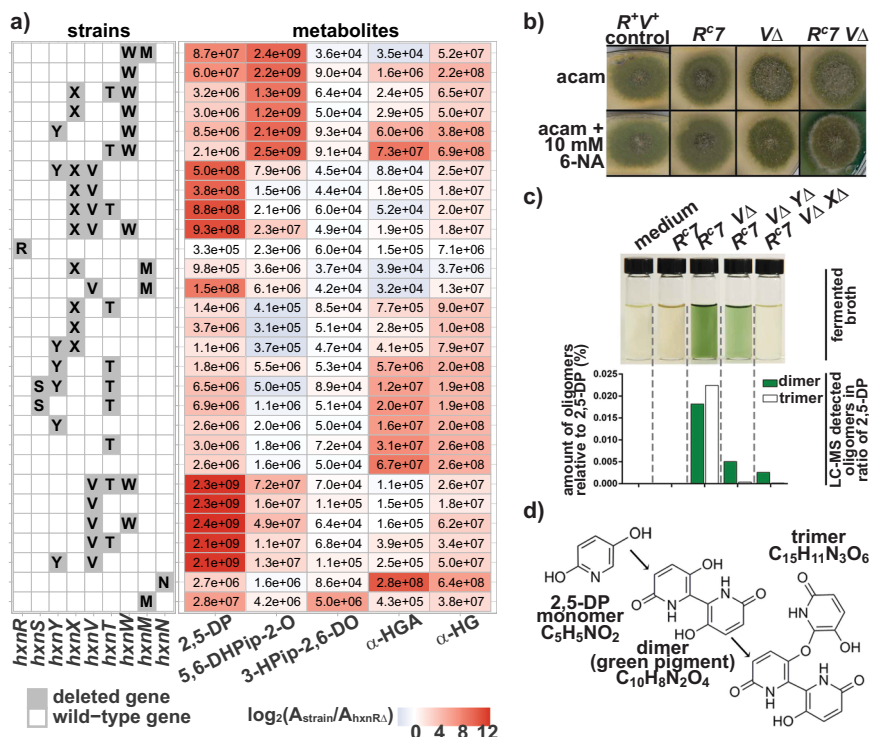 a)
strains
metabolites
W M 8.7e+07 2.4e+09 3.6e+04 3.5e+04 5.2e+07
W 6.0e+07 2.2e+09 9.0e+04 1.6e+06 2.2e+08
X T W 3.2e+06 1.3e+09 6.4e+04 2.4e+05 6.5e+07
X W 3.0e+06 1.2e+09 5.0e+04 2.9e+05 5.0e+07
Y W 8.5e+06 2.1e+09 9.3e+04 6.0e+06 3.8e+08
T W 2.1e+06 2.5e+09 9.1e+04 7.3e+07 6.9e+08
Y X V 5.0e+08 7.9e+06 4.5e+04 8.8e+04 2.5e+07
X V 3.8e+08 1.5e+06 4.4e+04 1.8e+05 1.8e+07
X V T 8.8e+08 2.1e+06 6.0e+04 5.2e+04 2.0e+07
X V W 9.3e+08 2.3e+07 4.9e+04 1.9e+05 1.8e+07
R 3.3e+05 2.3e+06 6.0e+04 1.5e+05 7.1e+06
X M 9.8e+05 3.6e+06 3.7e+04 3.9e+04 3.7e+06
V M 1.5e+08 6.1e+06 4.2e+04 3.2e+04 1.3e+07
X T 1.4e+06 4.1e+05 8.5e+04 7.7e+05 9.0e+07
X 3.7e+06 3.1e+05 5.1e+04 2.8e+05 1.0e+08
Y X 1.1e+06 3.7e+05 4.7e+04 4.1e+05 7.9e+07
Y T 1.8e+06 5.5e+06 5.3e+04 5.7e+06 2.0e+08
S Y T 6.5e+06 5.0e+05 8.9e+04 1.2e+07 1.9e+08
S T 6.9e+06 1.1e+06 5.1e+04 2.0e+07 1.9e+08
Y 2.6e+06 2.0e+06 5.0e+04 1.6e+07 2.0e+08
T 3.0e+06 1.8e+06 7.2e+04 3.1e+07 2.6e+08
2.6e+06 1.6e+06 5.0e+04 6.7e+07 2.6e+08
V T W 2.3e+09 7.2e+07 7.0e+04 1.1e+05 2.6e+07
V 2.3e+09 1.6e+07 1.1e+05 1.5e+05 1.8e+07
V W 2.4e+09 4.9e+07 6.4e+04 1.6e+06 6.2e+07
V T 2.1e+09 1.1e+07 6.8e+04 3.9e+05 3.4e+07
Y V 2.1e+09 1.3e+07 1.1e+05 2.5e+05 5.0e+07
N 2.7e+06 1.6e+06 8.6e+04 2.8e+08 6.4e+08
M 2.8e+07 4.2e+06 5.0e+06 4.3e+05 3.8e+07
hxnR hxnS hxnY hxnX hxnV hxnT hxnW hxnM hxnN
2,5-DP 5,6-DHPip-2-O 3-HPip-2,6-DO α-HGA α-HG
deleted gene
wild-type gene
log2(Astrain/AhxnRΔ)
0 4 8 12
b)
R+V+
control
Rc7
VΔ
Rc7 VΔ
acam
acam +
10 mM
6-NA
c)
medium
Rc7
Rc7 VΔ
Rc7 VΔ YΔ
Rc7 VΔ XΔ
fermented
broth
amount of oligomers
relative to 2,5-DP (%)
0.025
0.020
0.015
0.010
0.005
0.000
dimer
trimer
LC-MS detected
oligomers in
ratio of 2,5-DP
d)
OH
HO
N
2,5-DP
monomer
C5H5NO2
OH
O
NH
HN
O
HO
dimer
(green pigment)
C10H8N2O4
trimer
C15H11N3O6
O
NH
OH
O
O
NH
HN
O
HO